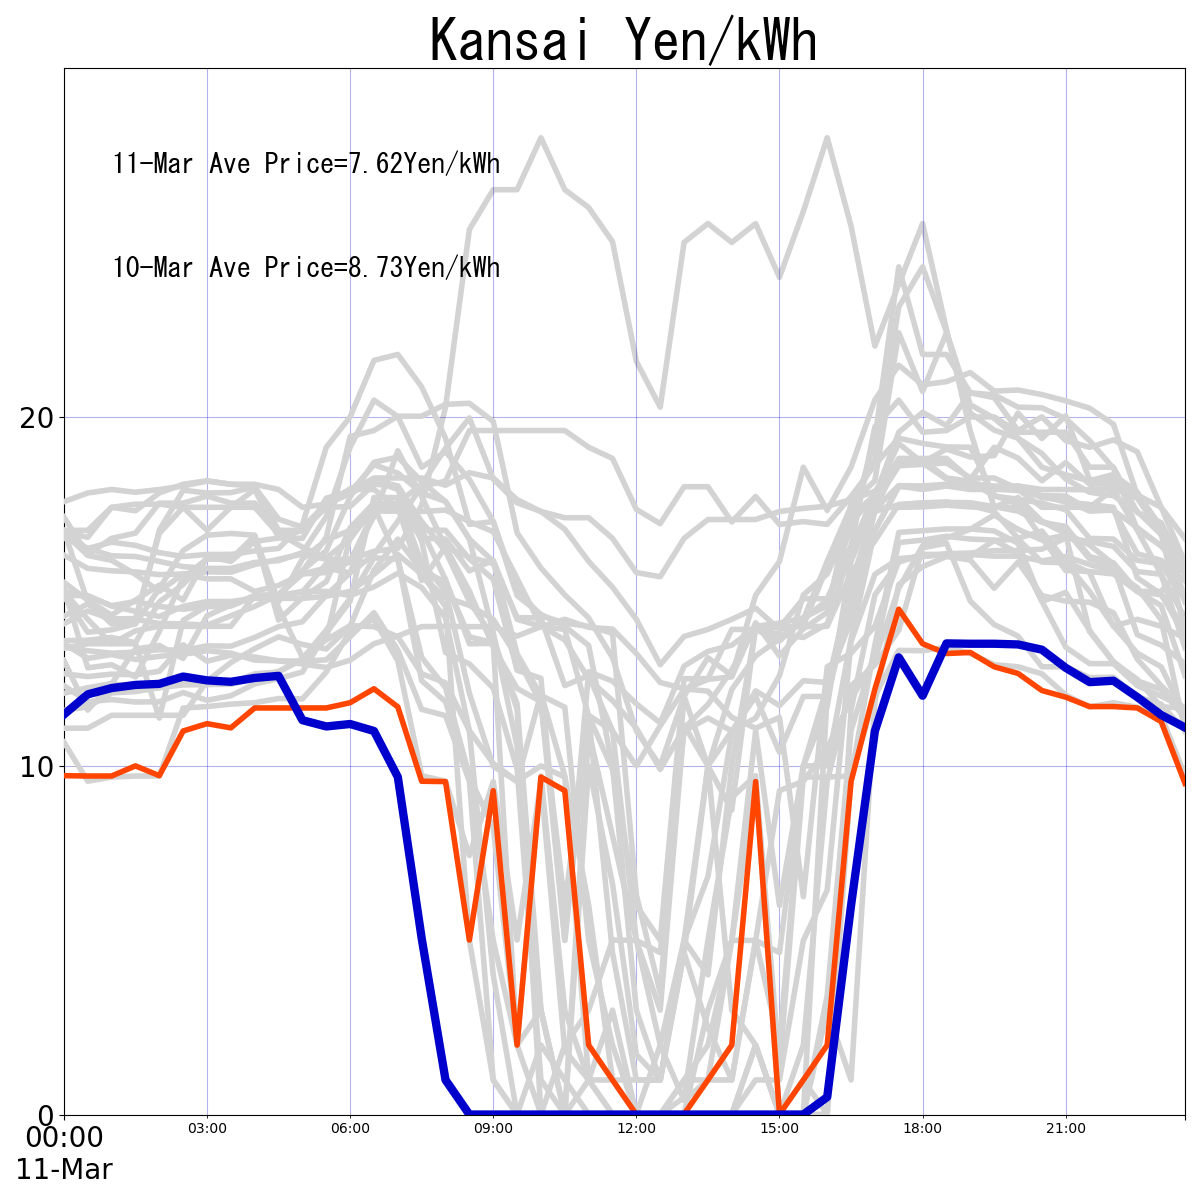 Kansai Yen/kWh
11-Mar Ave Price=7.62Yen/kWh
10-Mar Ave Price=8.73Yen/kWh
20
10
0
00:00 03:00 06:00 09:00 12:00 15:00 18:00 21:00
11-Mar